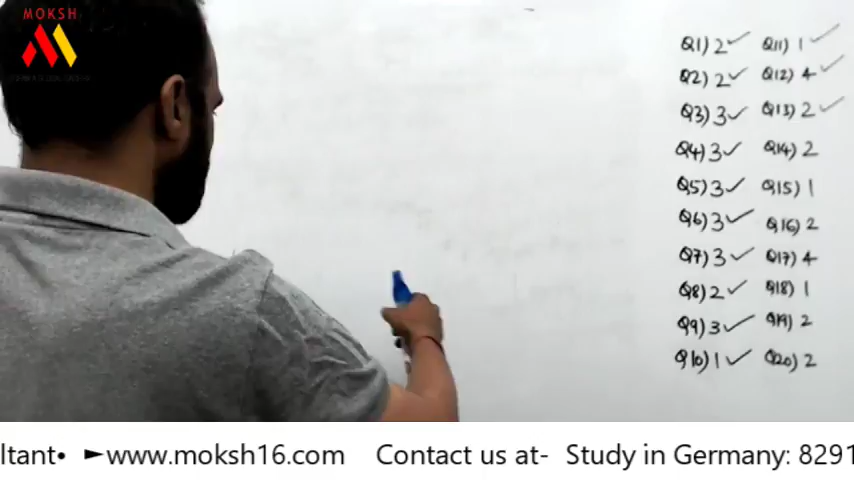 MOKSH
Q1) 2 ✓ Q11) 1 ✓
Q2) 2 ✓ Q12) 4 ✓
Q3) 3 ✓ Q13) 2 ✓
Q4) 3 ✓ Q14) 2
Q5) 3 ✓ Q15) 1
Q6) 3 ✓ Q16) 2
Q7) 3 ✓ Q17) 4
Q8) 2 ✓ Q18) 1
Q9) 3 ✓ Q19) 2
Q10) 1 ✓ Q20) 2
ltant• ►www.moksh16.com Contact us at- Study in Germany: 8291